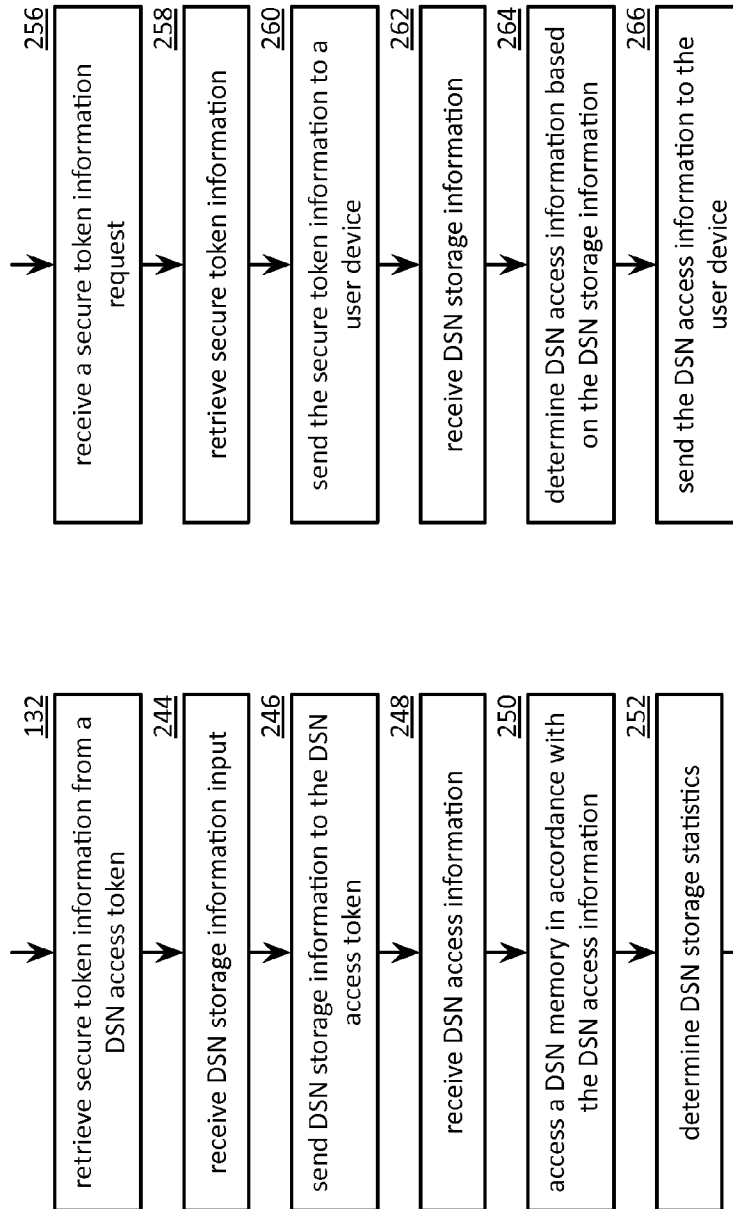 132
retrieve secure token information from a
DSN access token
244
receive DSN storage information input
246
send DSN storage information to the DSN
access token
248
receive DSN access information
250
access a DSN memory in accordance with
the DSN access information
252
determine DSN storage statistics
256
receive a secure token information
request
258
retrieve secure token information
260
send the secure token information to a
user device
262
receive DSN storage information
264
determine DSN access information based
on the DSN storage information
266
send the DSN access information to the
user device